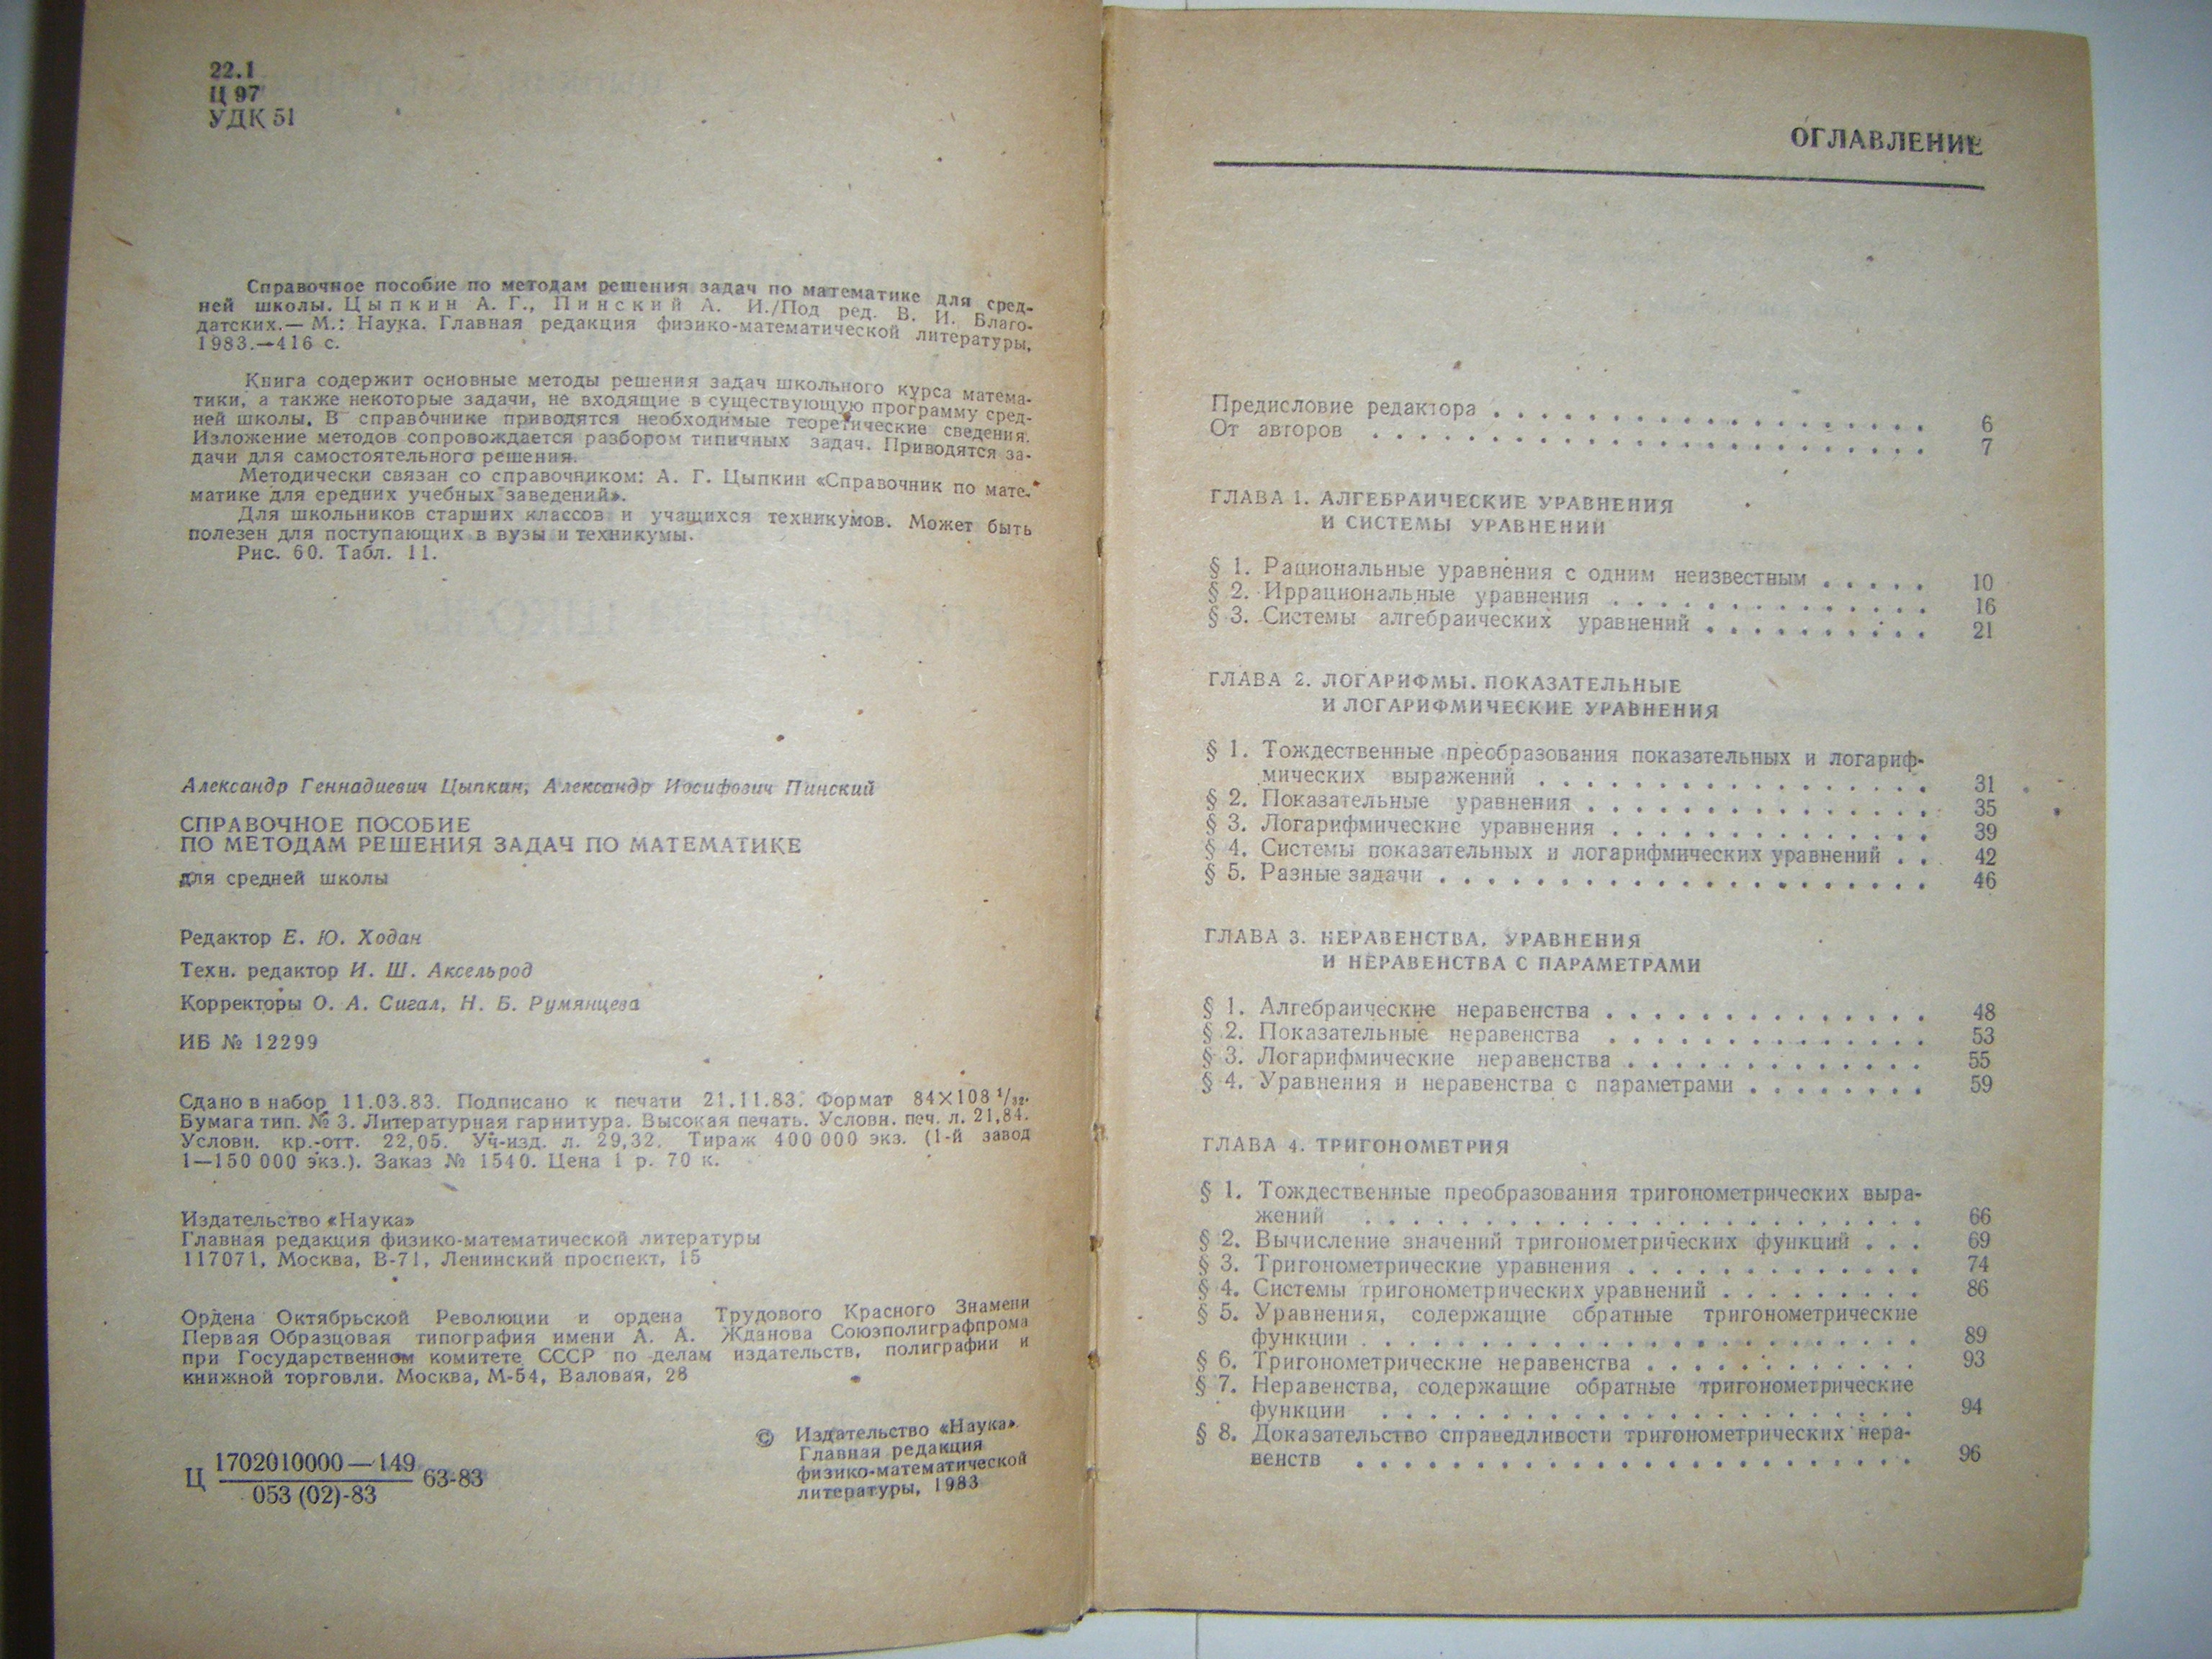 22.1
Ц 97
УДК 51
Справочное пособие по методам решения задач по математике для сред-
ней школы. Цыпкин А. Г., Пинский А. И./Под ред. В. И. Благо-
датских.— М.: Наука. Главная редакция физико-математической литературы,
1983.—416 с.
Книга содержит основные методы решения задач школьного курса матема-
тики, а также некоторые задачи, не входящие в существующую программу сред-
ней школы. В справочнике приводятся необходимые теоретические сведения.
Изложение методов сопровождается разбором типичных задач. Приводятся за-
дачи для самостоятельного решения.
Методически связан со справочником: А. Г. Цыпкин «Справочник по мате-
матике для средних учебных заведений».
Для школьников старших классов и учащихся техникумов. Может быть
полезен для поступающих в вузы и техникумы.
Рис. 60. Табл. 11.
Александр Геннадиевич Цыпкин, Александр Иосифович Пинский
СПРАВОЧНОЕ ПОСОБИЕ
ПО МЕТОДАМ РЕШЕНИЯ ЗАДАЧ ПО МАТЕМАТИКЕ
для средней школы
Редактор Е. Ю. Ходан
Техн. редактор И. Ш. Аксельрод
Корректоры О. А. Сигал, Н. Б. Румянцева
ИБ № 12299
Сдано в набор 11.03.83. Подписано к печати 21.11.83. Формат 84×108 1/32.
Бумага тип. № 3. Литературная гарнитура. Высокая печать. Условн. печ. л. 21,84.
Условн. кр.-отт. 22,05. Уч-изд. л. 29,32. Тираж 400 000 экз. (1-й завод
1—150 000 экз.). Заказ № 1540. Цена 1 р. 70 к.
Издательство «Наука»
Главная редакция физико-математической литературы
117071, Москва, В-71, Ленинский проспект, 15
Ордена Октябрьской Революции и ордена Трудового Красного Знамени
Первая Образцовая типография имени А. А. Жданова Союзполиграфпрома
при Государственном комитете СССР по делам издательств, полиграфии и
книжной торговли. Москва, М-54, Валовая, 28
Ц 1702010000—149 63-83
053 (02)-83
© Издательство «Наука».
Главная редакция
физико-математической
литературы, 1983
ОГЛАВЛЕНИЕ
Предисловие редактора . . . . . . . . . . . . . . . . . . 6
От авторов . . . . . . . . . . . . . . . . . . . . . . . 7
ГЛАВА 1. АЛГЕБРАИЧЕСКИЕ УРАВНЕНИЯ
И СИСТЕМЫ УРАВНЕНИЙ
§ 1. Рациональные уравнения с одним неизвестным . . . . . 10
§ 2. Иррациональные уравнения . . . . . . . . . . . . . . 16
§ 3. Системы алгебраических уравнений . . . . . . . . . . 21
ГЛАВА 2. ЛОГАРИФМЫ. ПОКАЗАТЕЛЬНЫЕ
И ЛОГАРИФМИЧЕСКИЕ УРАВНЕНИЯ
§ 1. Тождественные преобразования показательных и логариф-
мических выражений . . . . . . . . . . . . . . . . . 31
§ 2. Показательные уравнения . . . . . . . . . . . . . . . 35
§ 3. Логарифмические уравнения . . . . . . . . . . . . . . 39
§ 4. Системы показательных и логарифмических уравнений . . 42
§ 5. Разные задачи . . . . . . . . . . . . . . . . . . . . . 46
ГЛАВА 3. НЕРАВЕНСТВА. УРАВНЕНИЯ
И НЕРАВЕНСТВА С ПАРАМЕТРАМИ
§ 1. Алгебраические неравенства . . . . . . . . . . . . . . 48
§ 2. Показательные неравенства . . . . . . . . . . . . . . 53
§ 3. Логарифмические неравенства . . . . . . . . . . . . . 55
§ 4. Уравнения и неравенства с параметрами . . . . . . . . 59
ГЛАВА 4. ТРИГОНОМЕТРИЯ
§ 1. Тождественные преобразования тригонометрических выра-
жений . . . . . . . . . . . . . . . . . . . . . . . . 66
§ 2. Вычисление значений тригонометрических функций . . . 69
§ 3. Тригонометрические уравнения . . . . . . . . . . . . . 74
§ 4. Системы тригонометрических уравнений . . . . . . . . . 86
§ 5. Уравнения, содержащие обратные тригонометрические
функции . . . . . . . . . . . . . . . . . . . . . . . 89
§ 6. Тригонометрические неравенства . . . . . . . . . . . . 93
§ 7. Неравенства, содержащие обратные тригонометрические
функции . . . . . . . . . . . . . . . . . . . . . . . 94
§ 8. Доказательство справедливости тригонометрических нера-
венств . . . . . . . . . . . . . . . . . . . . . . . . 96